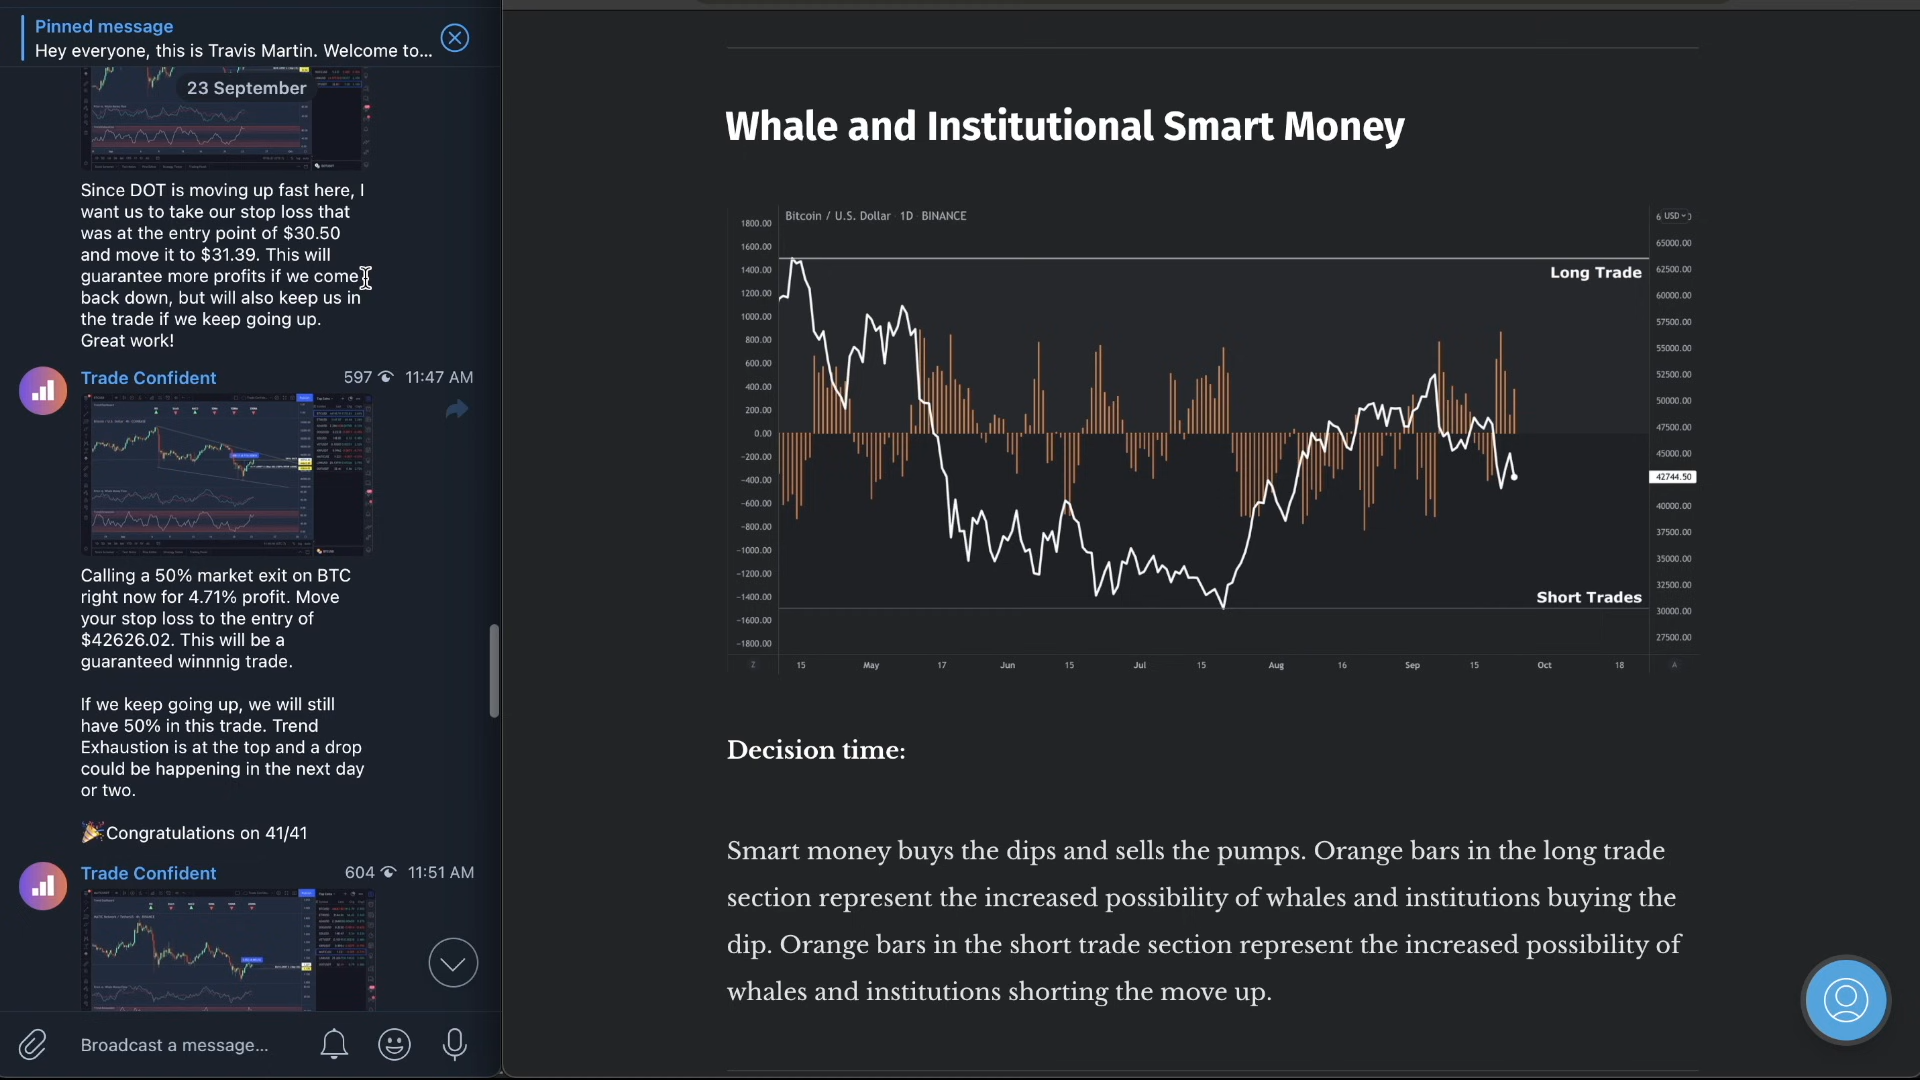 Pinned message
Hey everyone, this is Travis Martin. Welcome to...
23 September
Since DOT is moving up fast here, I
want us to take our stop loss that
was at the entry point of $30.50
and move it to $31.39. This will
guarantee more profits if we come
back down, but will also keep us in
the trade if we keep going up.
Great work!
Trade Confident
597
11:47 AM
Calling a 50% market exit on BTC
right now for 4.71% profit. Move
your stop loss to the entry of
$42626.02. This will be a
guaranteed winnnig trade.
If we keep going up, we will still
have 50% in this trade. Trend
Exhaustion is at the top and a drop
could be happening in the next day
or two.
🎉Congratulations on 41/41
Trade Confident
604
11:51 AM
Broadcast a message...
Whale and Institutional Smart Money
Bitcoin / U.S. Dollar 1D BINANCE
1800.00
1600.00
1400.00
1200.00
1000.00
800.00
600.00
400.00
200.00
0.00
−200.00
−400.00
−600.00
−800.00
−1000.00
−1200.00
−1400.00
−1600.00
−1800.00
Long Trade
Short Trades
USD
65000.00
62500.00
60000.00
57500.00
55000.00
52500.00
50000.00
47500.00
45000.00
42744.50
40000.00
37500.00
35000.00
32500.00
30000.00
27500.00
Z 15 May 17 Jun 15 Jul 15 Aug 16 Sep 15 Oct 18 A
Decision time:
Smart money buys the dips and sells the pumps. Orange bars in the long trade
section represent the increased possibility of whales and institutions buying the
dip. Orange bars in the short trade section represent the increased possibility of
whales and institutions shorting the move up.